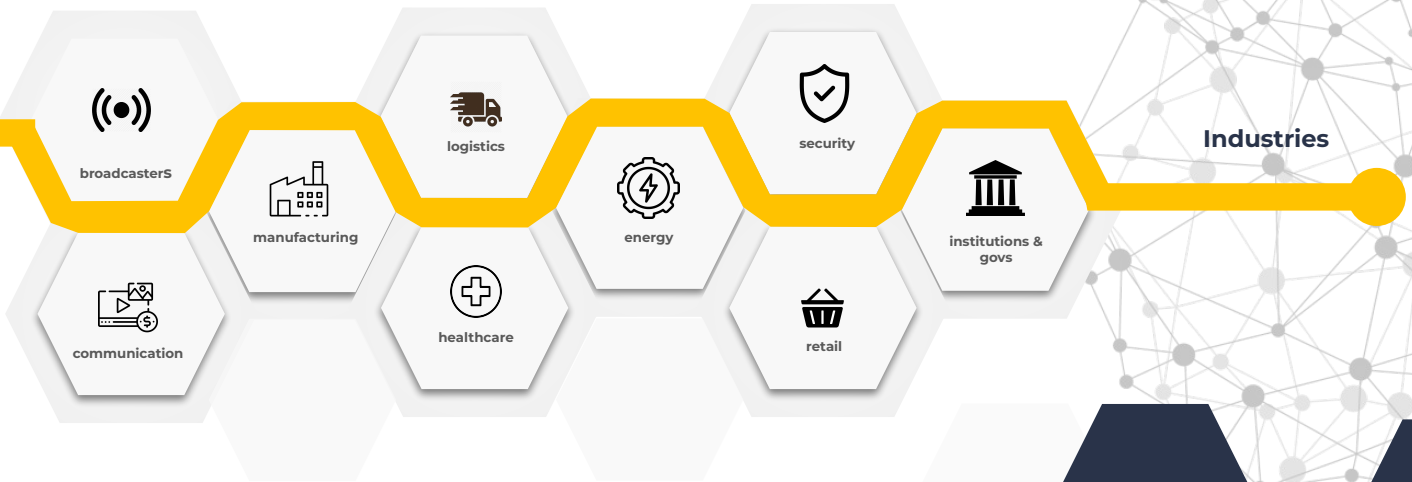 broadcasters
communication
manufacturing
logistics
healthcare
energy
security
retail
institutions &
govs
Industries